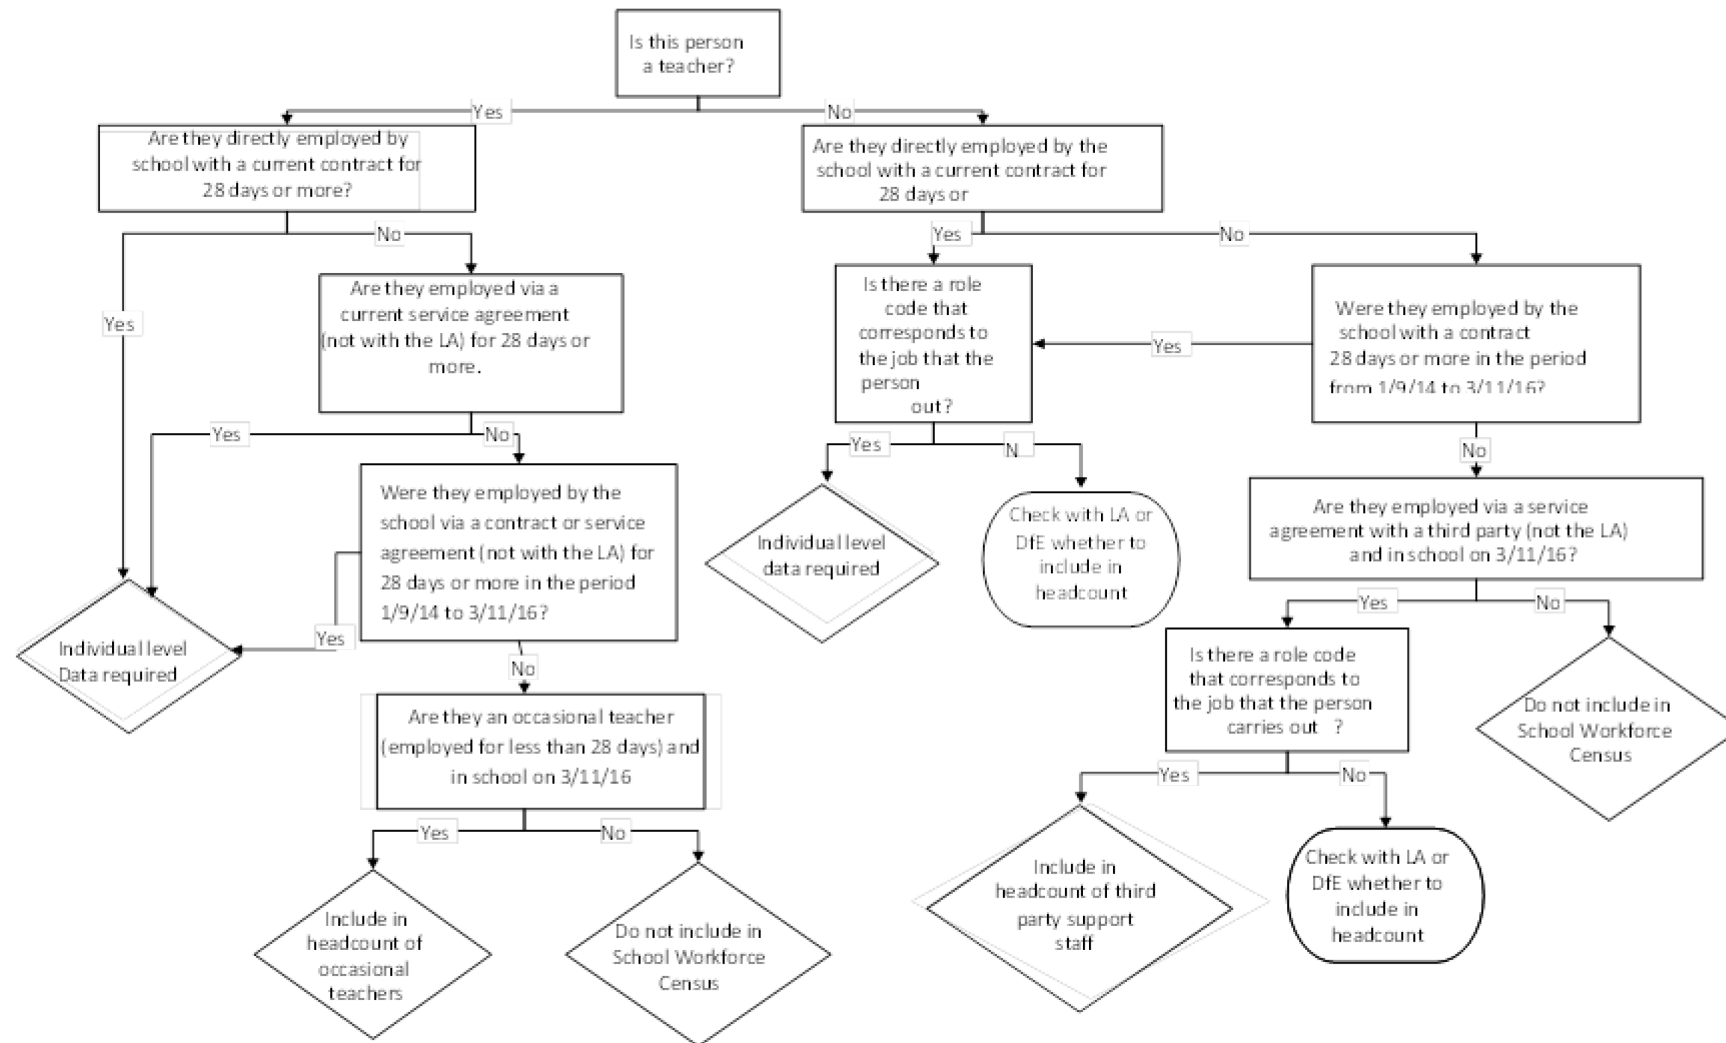 Is this person
a teacher?
Yes
No
Are they directly employed by
school with a current contract for
28 days or more?
Are they directly employed by the
school with a current contract for
28 days or
No
Yes
No
Yes
Are they employed via a
current service agreement
(not with the LA) for 28 days or
more.
Is there a role
code that
corresponds to
the job that the
person
out?
Yes
Were they employed by the
school with a contract
28 days or more in the period
from 1/9/14 to 3/11/16?
Yes
No
Yes
N
No
Were they employed by the
school via a contract or service
agreement (not with the LA) for
28 days or more in the period
1/9/14 to 3/11/16?
Individual level
data required
Check with LA or
DfE whether to
include in
headcount
Are they employed via a service
agreement with a third party (not the LA)
and in school on 3/11/16?
Yes
No
Yes
Individual level
Data required
No
Is there a role code
that corresponds to
the job that the person
carries out ?
Do not include in
School Workforce
Census
Are they an occasional teacher
(employed for less than 28 days) and
in school on 3/11/16
Yes
No
Yes
No
Include in
headcount of
occasional
teachers
Do not include in
School Workforce
Census
Include in
headcount of third
party support
staff
Check with LA or
DfE whether to
include in
headcount